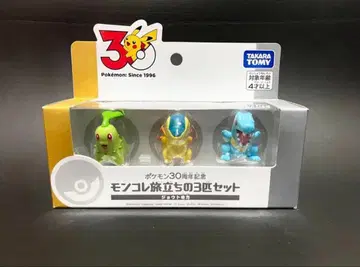 30
Pokémon: Since 1996
TAKARA TOMY
対象年齢
4才以上
ポケモン30周年記念
モンコレ旅立ちの3匹セット
ジョウト地方